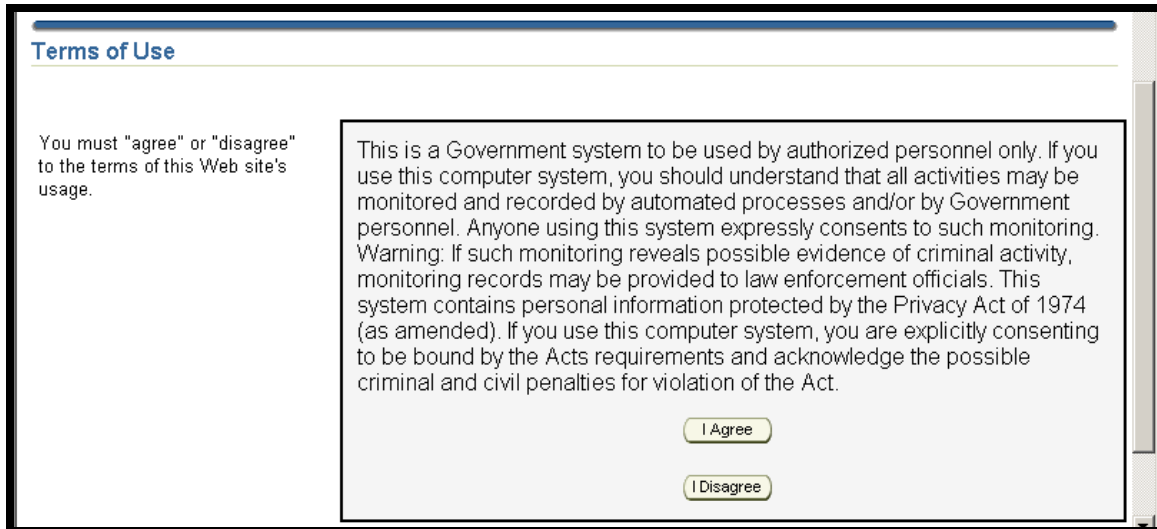 Terms of Use
You must "agree" or "disagree"
to the terms of this Web site's
usage.
This is a Government system to be used by authorized personnel only. If you
use this computer system, you should understand that all activities may be
monitored and recorded by automated processes and/or by Government
personnel. Anyone using this system expressly consents to such monitoring.
Warning: If such monitoring reveals possible evidence of criminal activity,
monitoring records may be provided to law enforcement officials. This
system contains personal information protected by the Privacy Act of 1974
(as amended). If you use this computer system, you are explicitly consenting
to be bound by the Acts requirements and acknowledge the possible
criminal and civil penalties for violation of the Act.
I Agree
I Disagree